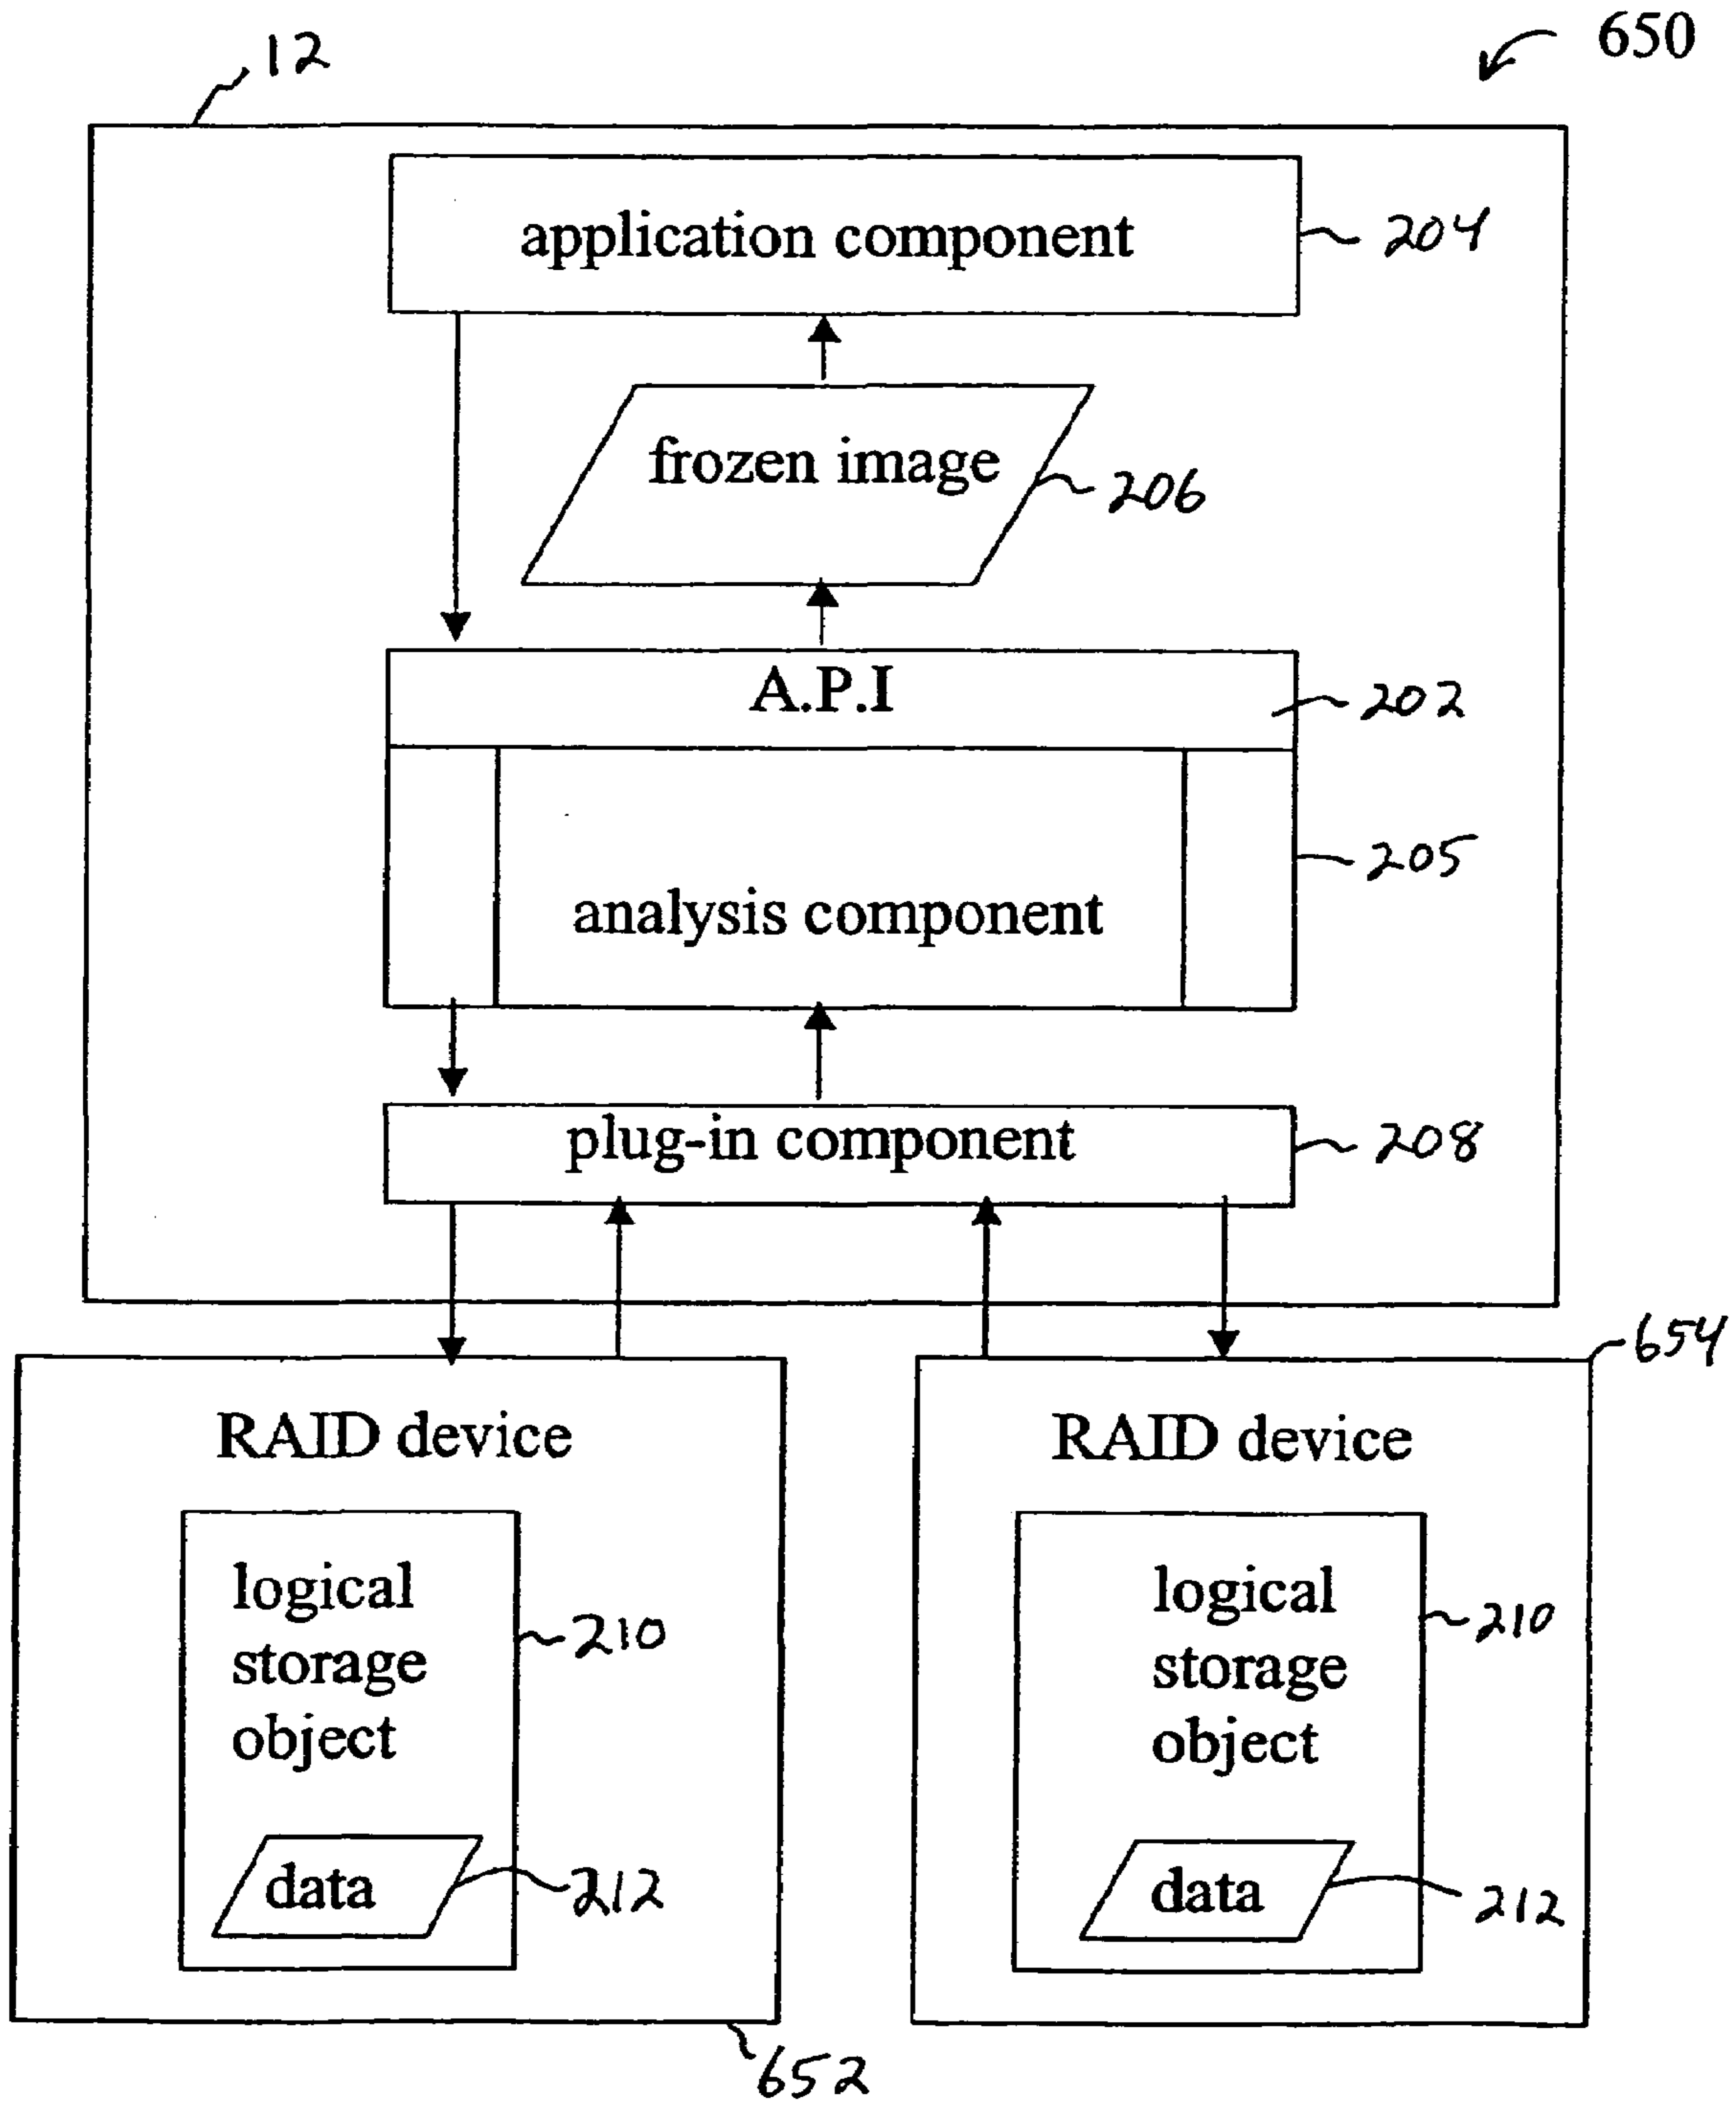 650
12
application component
204
frozen image
206
A.P.I
202
205
analysis component
plug-in component
208
654
RAID device
RAID device
logical
storage
object
210
logical
storage
object
210
data
212
data
212
652